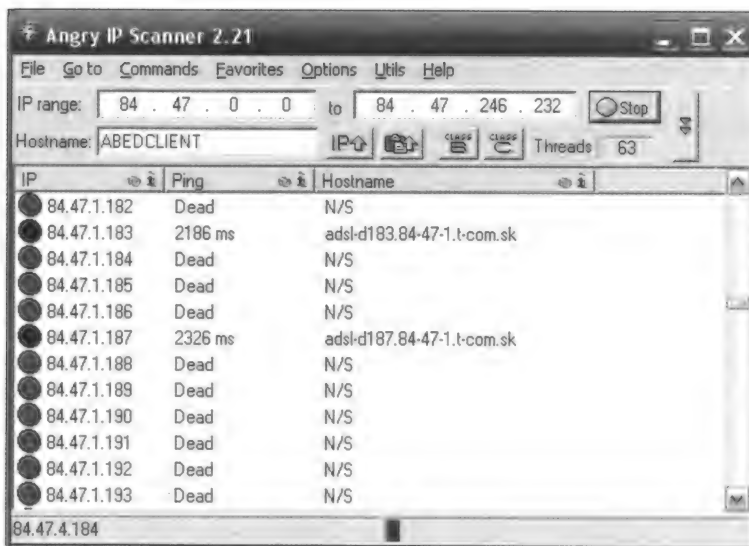 Angry IP Scanner 2.21
File Go to Commands Favorites Options Utils Help
IP range: 84 . 47 . 0 . 0 to 84 . 47 . 246 . 232 Stop
Hostname: ABEDCLIENT IP CLASS B CLASS C Threads 63
IP Ping Hostname
84.47.1.182 Dead N/S
84.47.1.183 2186 ms adsl-d183.84-47-1.t-com.sk
84.47.1.184 Dead N/S
84.47.1.185 Dead N/S
84.47.1.186 Dead N/S
84.47.1.187 2326 ms adsl-d187.84-47-1.t-com.sk
84.47.1.188 Dead N/S
84.47.1.189 Dead N/S
84.47.1.190 Dead N/S
84.47.1.191 Dead N/S
84.47.1.192 Dead N/S
84.47.1.193 Dead N/S
84.47.4.184